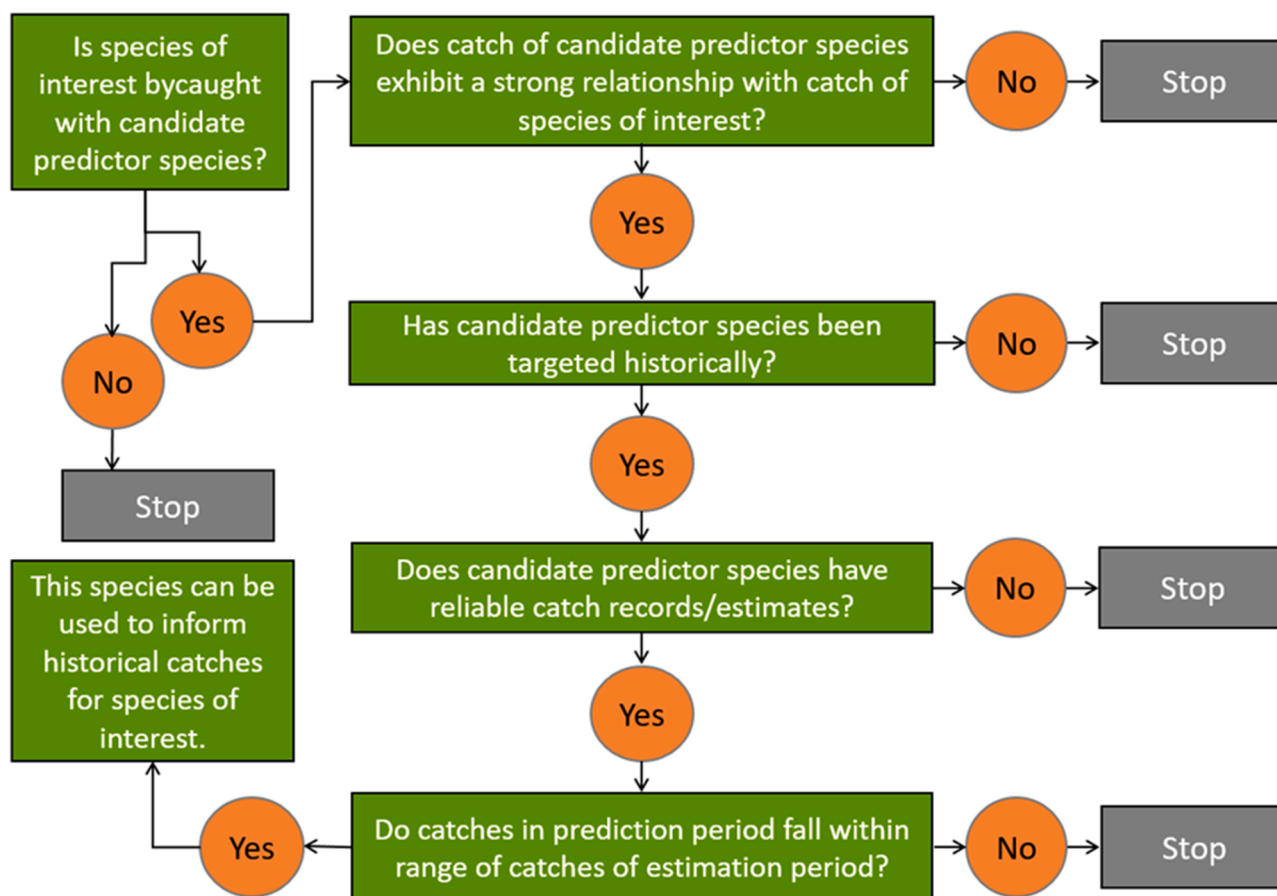 Is species of
interest bycaught
with candidate
predictor species?
Yes
No
Stop
Does catch of candidate predictor species
exhibit a strong relationship with catch of
species of interest?
No
Stop
Yes
Has candidate predictor species been
targeted historically?
No
Stop
Yes
Does candidate predictor species have
reliable catch records/estimates?
No
Stop
Yes
Do catches in prediction period fall within
range of catches of estimation period?
No
Stop
Yes
This species can be
used to inform
historical catches
for species of
interest.